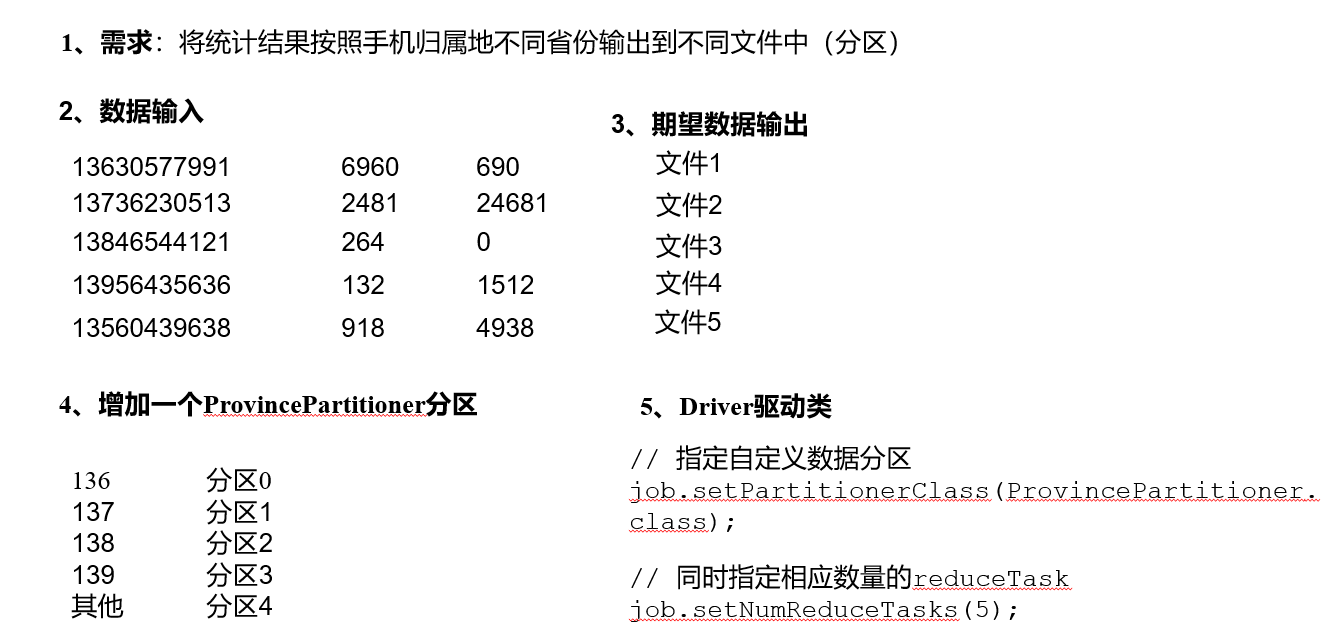 1、需求：将统计结果按照手机归属地不同省份输出到不同文件中（分区）
2、数据输入
13630577991 6960 690
13736230513 2481 24681
13846544121 264 0
13956435636 132 1512
13560439638 918 4938
3、期望数据输出
文件1
文件2
文件3
文件4
文件5
4、增加一个ProvincePartitioner分区
136 分区0
137 分区1
138 分区2
139 分区3
其他 分区4
5、Driver驱动类
// 指定自定义数据分区
job.setPartitionerClass(ProvincePartitioner.
class);
// 同时指定相应数量的reduceTask
job.setNumReduceTasks(5);